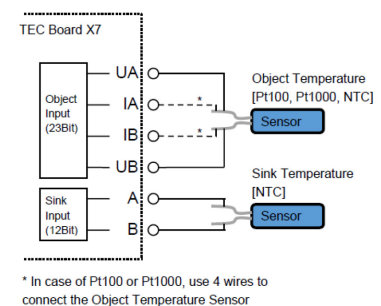 TEC Board X7
Object
Input
(23Bit)
UA
IA
*
IB
*
UB
Object Temperature
[Pt100, Pt1000, NTC]
Sensor
Sink
Input
(12Bit)
A
B
Sink Temperature
[NTC]
Sensor
* In case of Pt100 or Pt1000, use 4 wires to
connect the Object Temperature Sensor